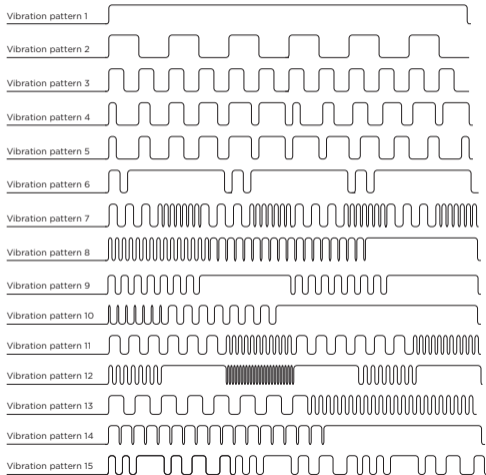 Vibration pattern 1
Vibration pattern 2
Vibration pattern 3
Vibration pattern 4
Vibration pattern 5
Vibration pattern 6
Vibration pattern 7
Vibration pattern 8
Vibration pattern 9
Vibration pattern 10
Vibration pattern 11
Vibration pattern 12
Vibration pattern 13
Vibration pattern 14
Vibration pattern 15